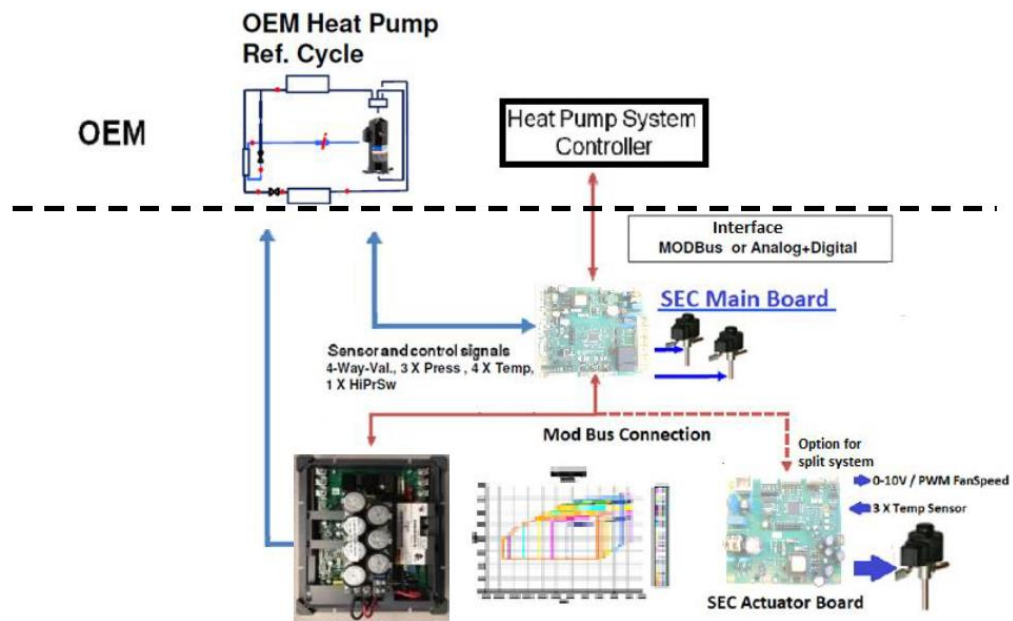 OEM Heat Pump
Ref. Cycle
OEM
Heat Pump System
Controller
Interface
MODBus or Analog+Digital
SEC Main Board
Sensor and control signals
4-Way-Val., 3 X Press , 4 X Temp,
1 X HiPrSw
Mod Bus Connection
Option for
split system
0-10V / PWM FanSpeed
3 X Temp Sensor
SEC Actuator Board